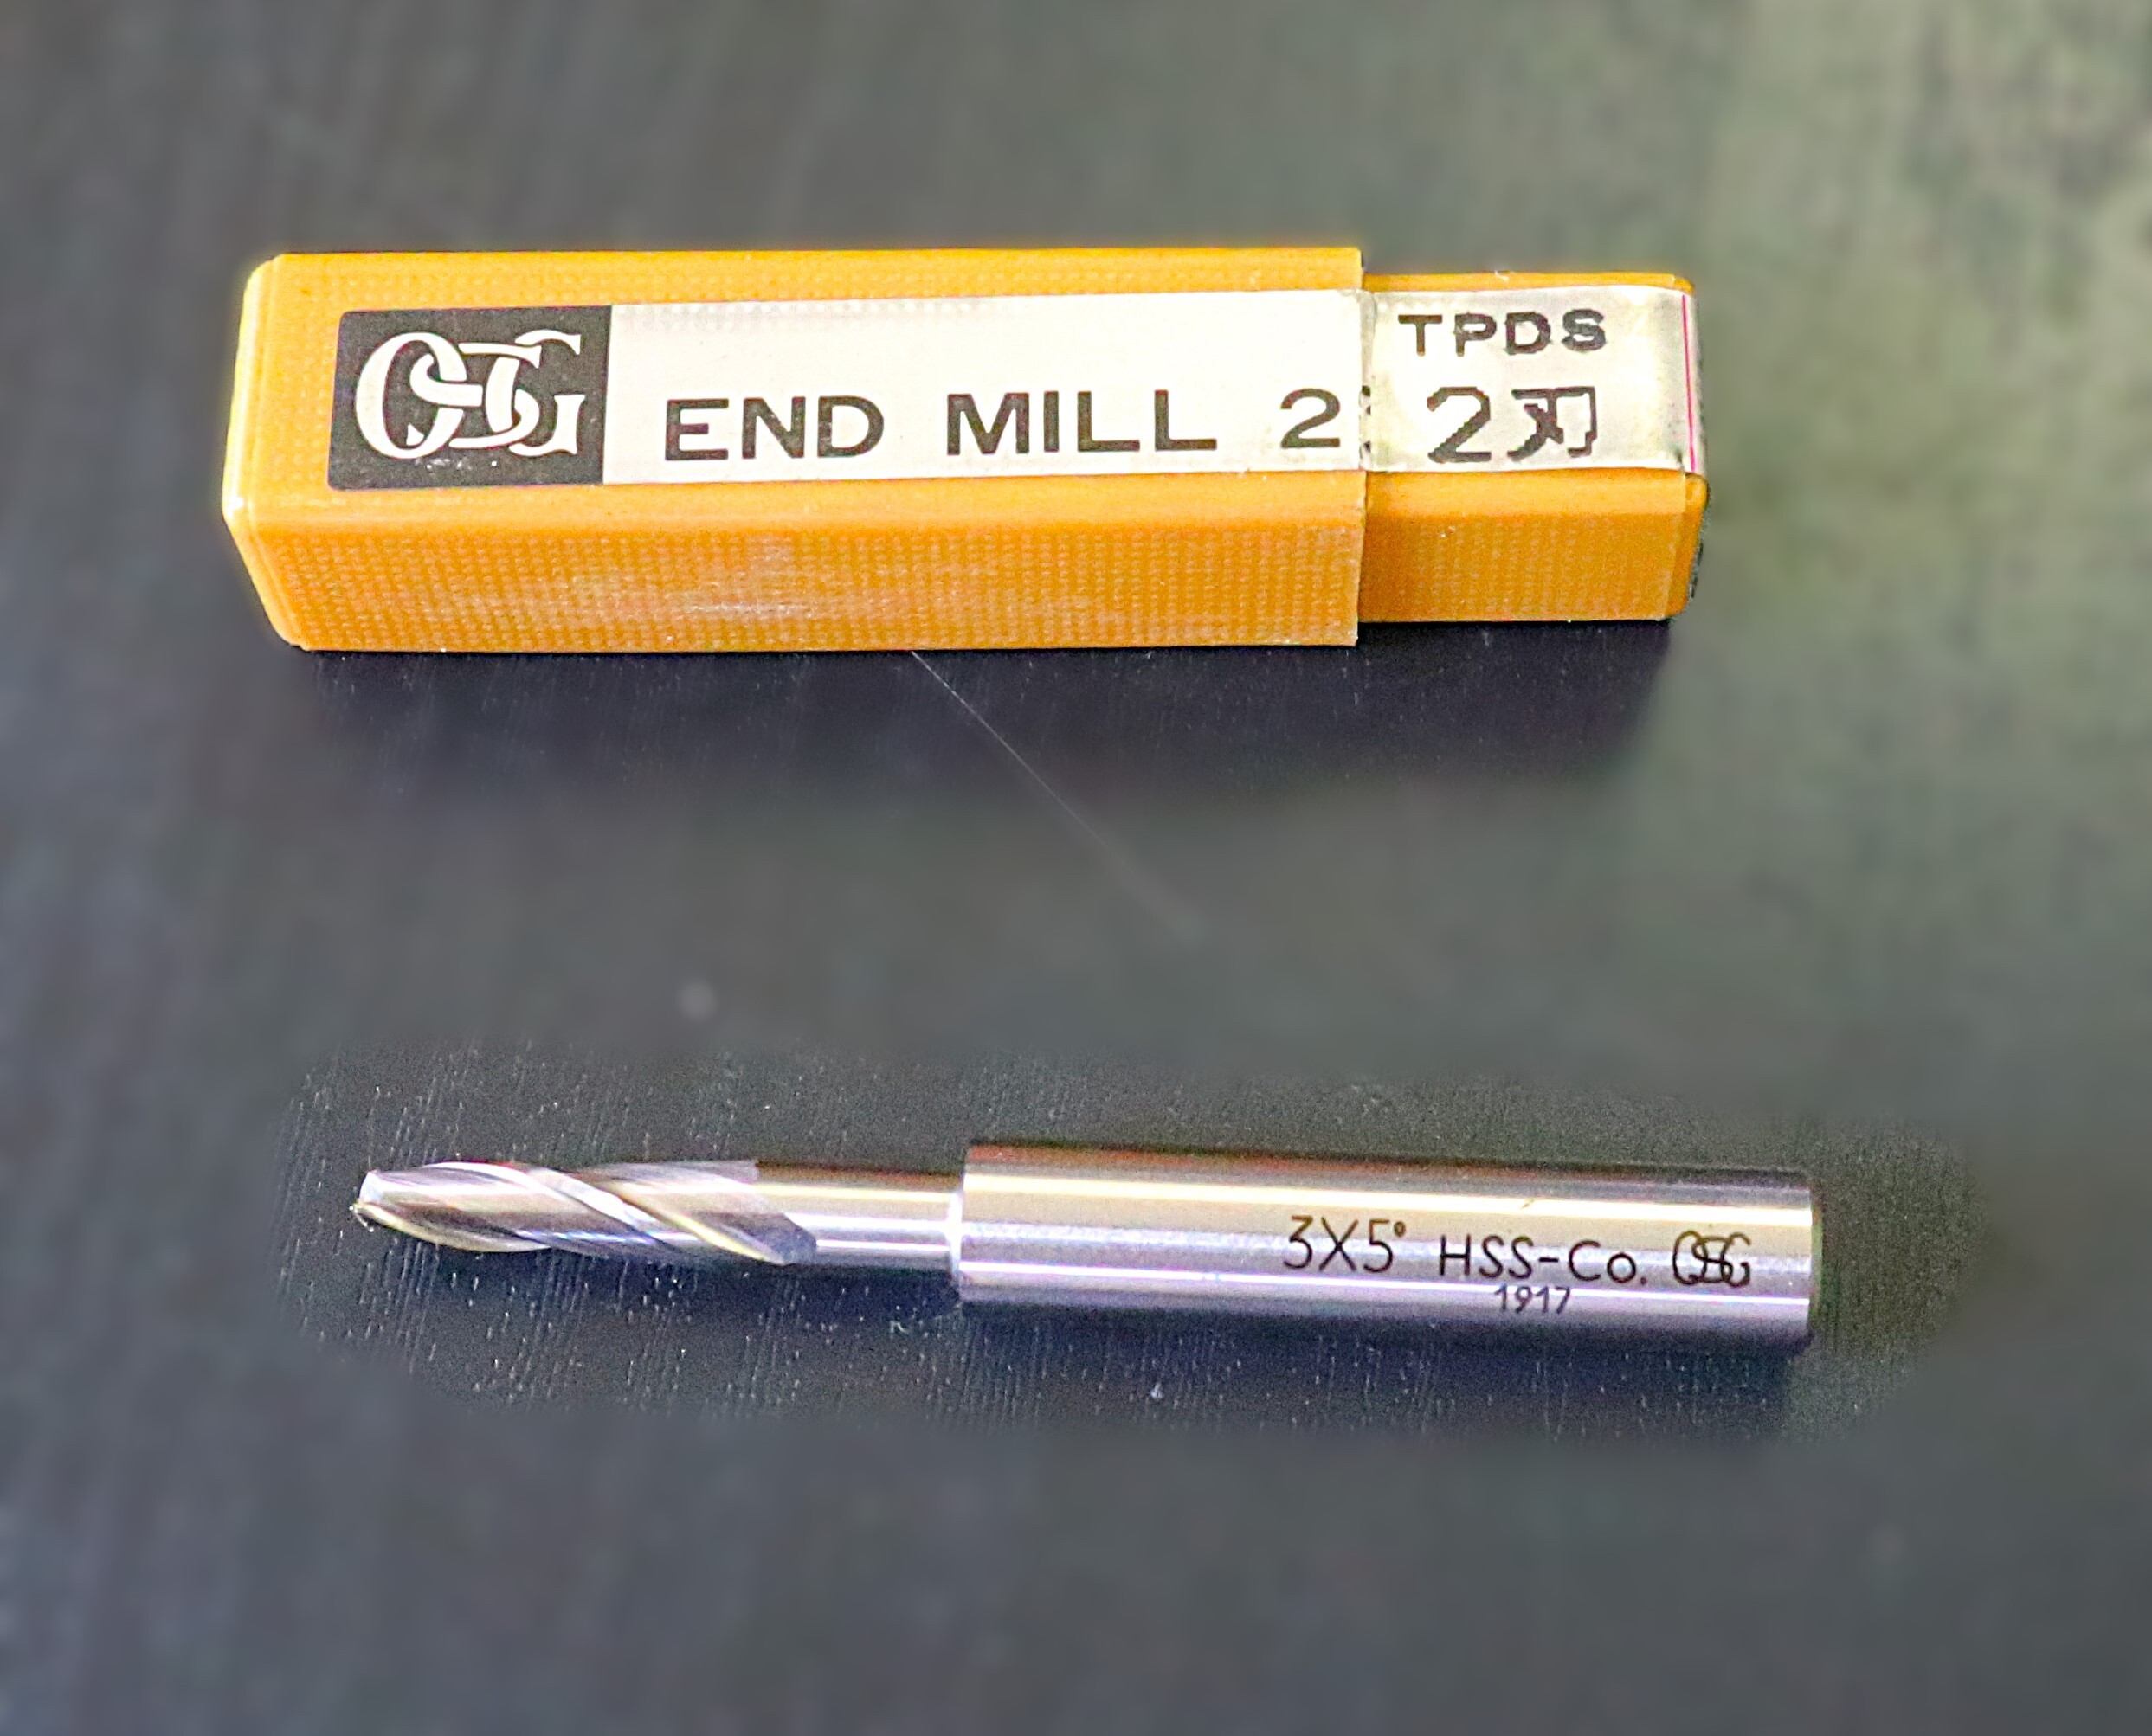 OSG
END MILL 2
TPDS
2刃
3X5° HSS-Co. OSG
1917